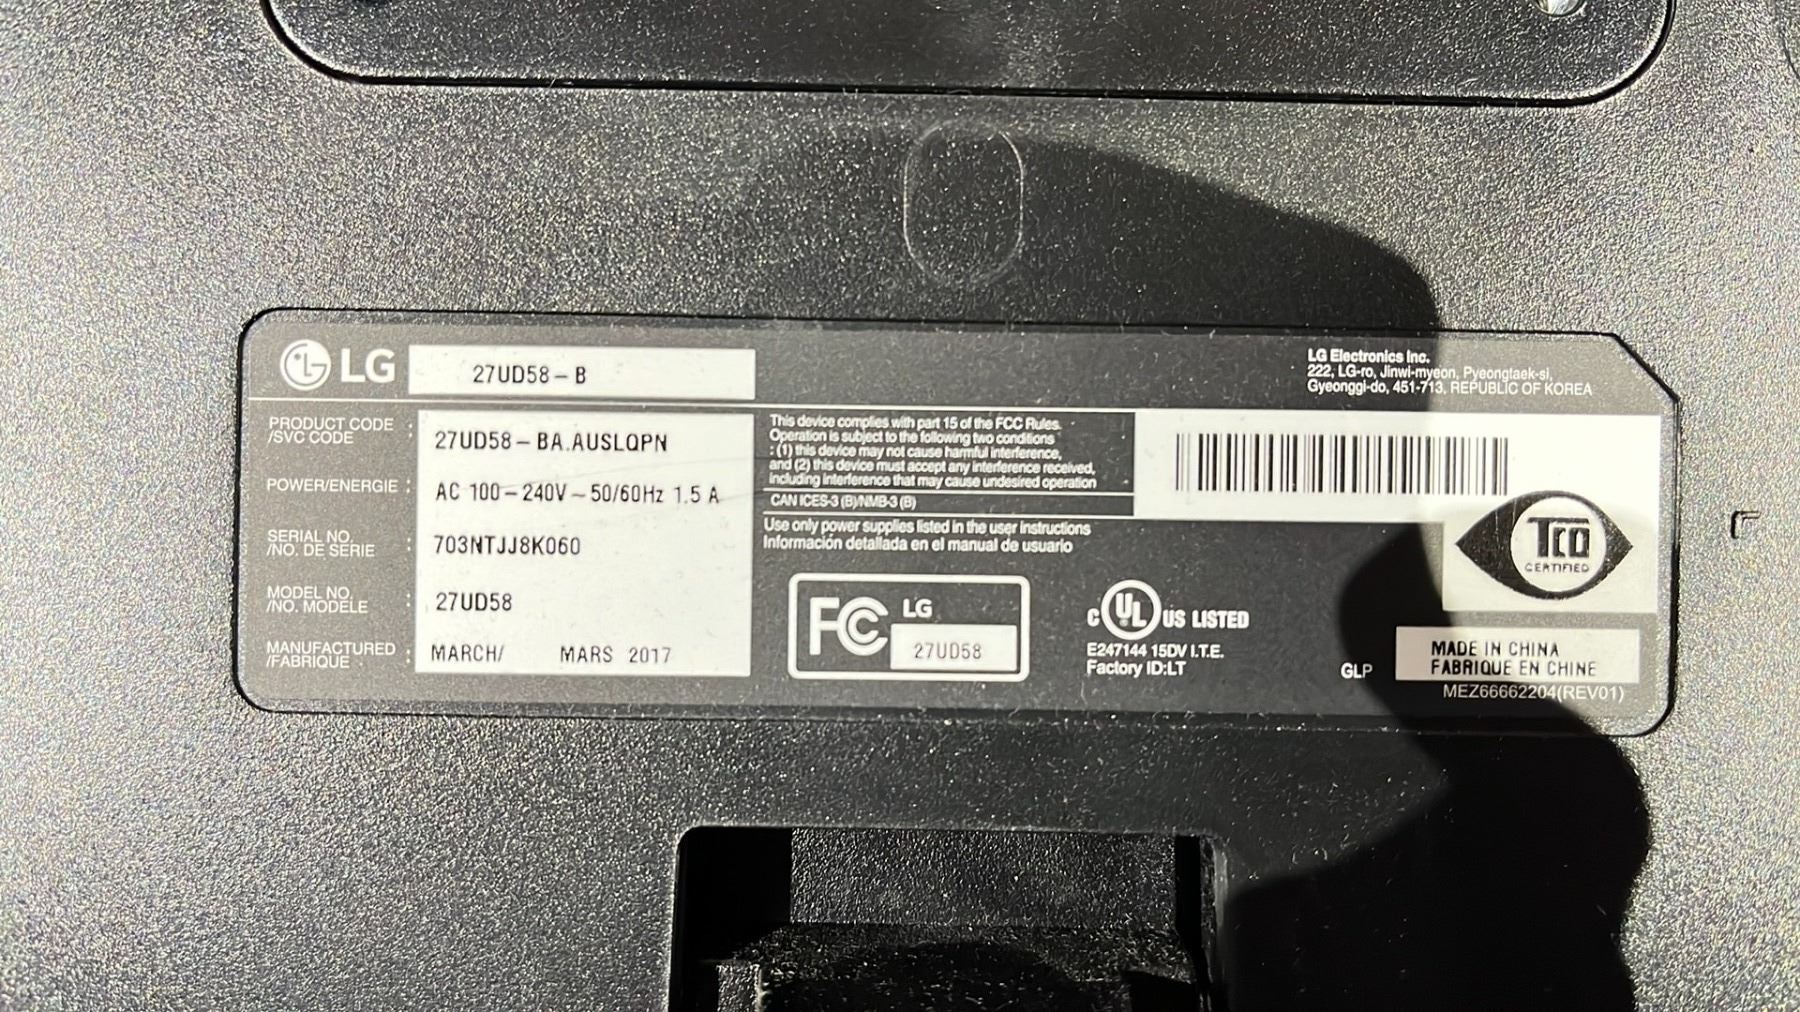 LG 27UD58-B
LG Electronics Inc.
222, LG-ro, Jinwi-myeon, Pyeongtaek-si,
Gyeonggi-do, 451-713, REPUBLIC OF KOREA
PRODUCT CODE :
/SVC CODE
27UD58-BA.AUSLQPN
POWER/ENERGIE : AC 100-240V~50/60Hz 1.5 A
SERIAL NO. :
/NO. DE SERIE
703NTJJ8K060
MODEL NO. :
/NO. MODELE
27UD58
MANUFACTURED :
/FABRIQUE
MARCH/ MARS 2017
This device complies with part 15 of the FCC Rules.
Operation is subject to the following two conditions
: (1) this device may not cause harmful interference,
and (2) this device must accept any interference received,
including interference that may cause undesired operation
CAN ICES-3 (B)/NMB-3 (B)
Use only power supplies listed in the user instructions
Información detallada en el manual de usuario
FC LG
27UD58
C UL US LISTED
E247144 15DV I.T.E.
Factory ID:LT
TCO
CERTIFIED
GLP
MADE IN CHINA
FABRIQUE EN CHINE
MEZ66662204(REV01)